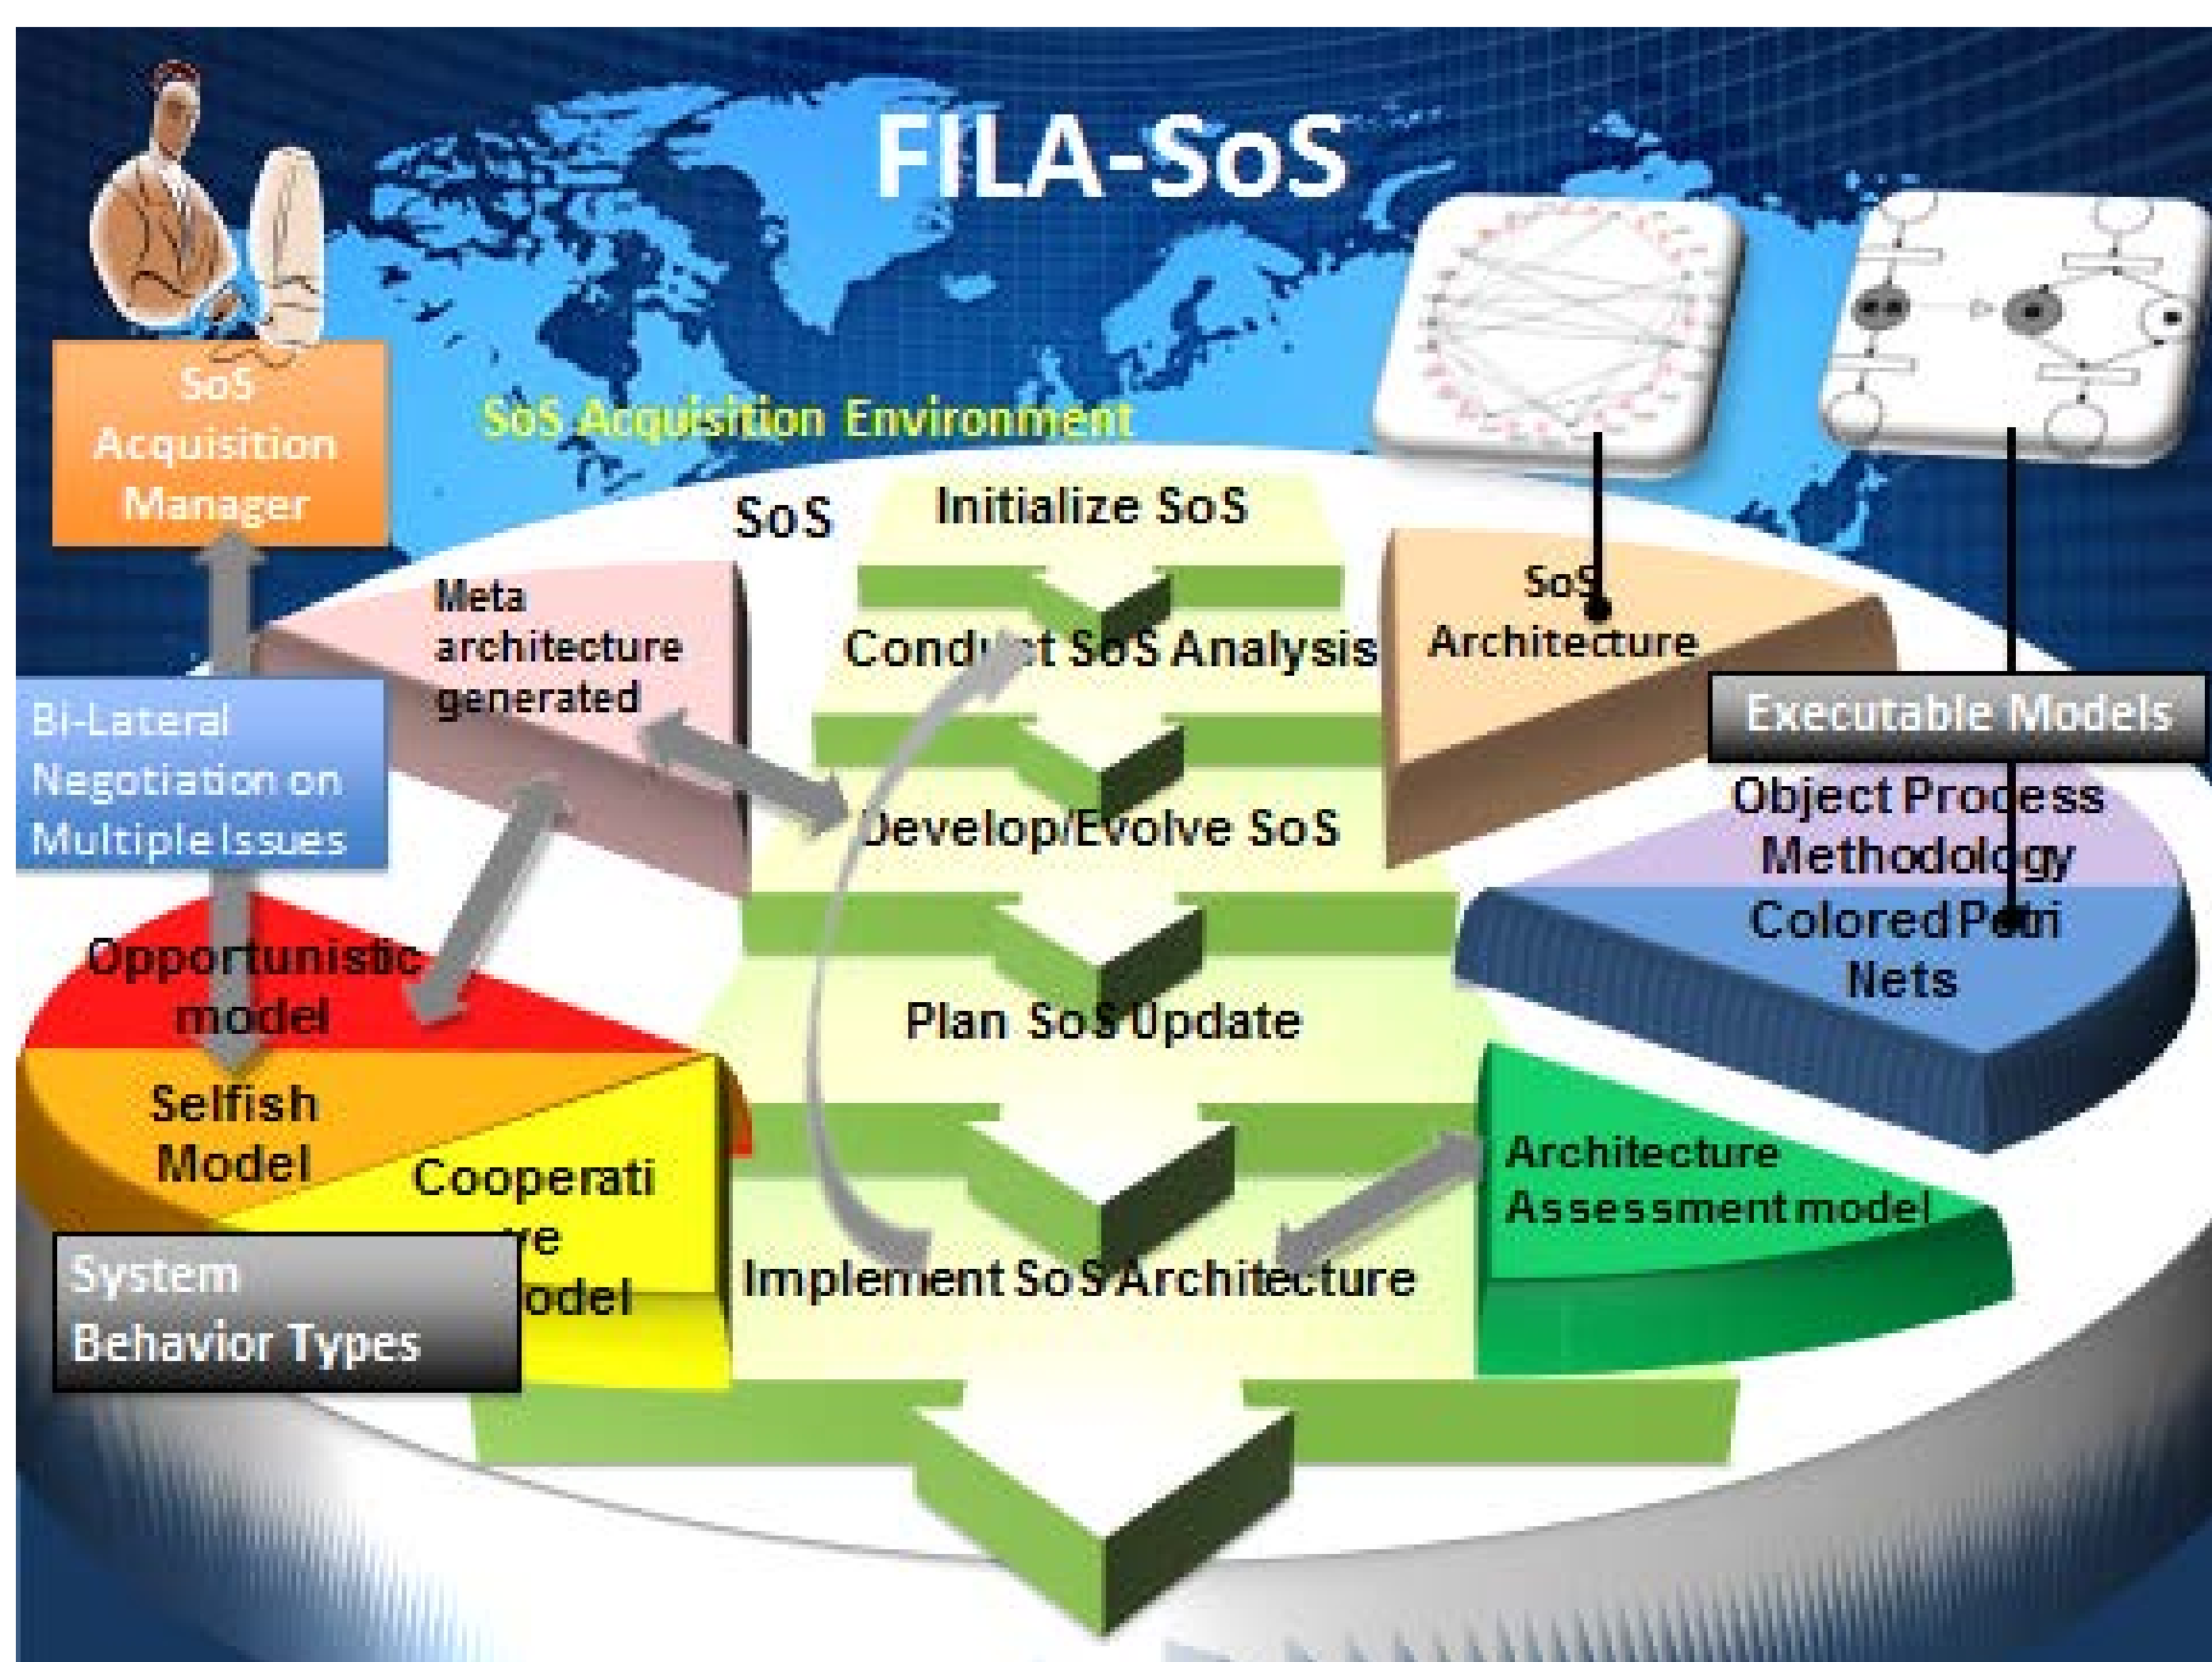 FILA-SoS
SoS
Acquisition
Manager
SoS Acquisition Environment
SoS
Initialize SoS
Meta
architecture
generated
Conduct SoS Analysis
SoS
Architecture
Bi-Lateral
Negotiation on
Multiple Issues
Executable Models
Develop/Evolve SoS
Object Process
Methodology
Colored Petri
Nets
Opportunistic
model
Plan SoS Update
Selfish
Model
Cooperati
ve
odel
Architecture
Assessment model
System
Behavior Types
Implement SoS Architecture